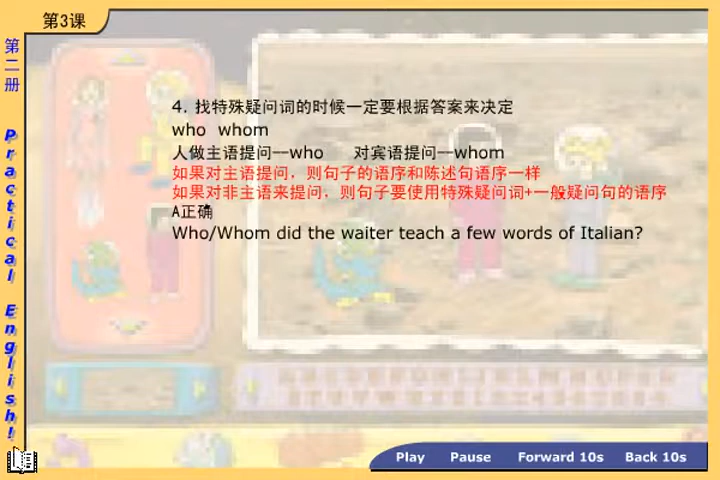 第3课
第二册
Practical English!
4. 找特殊疑问词的时候一定要根据答案来决定
who whom
人做主语提问--who 对宾语提问--whom
如果对主语提问，则句子的语序和陈述句语序一样
如果对非主语来提问，则句子要使用特殊疑问词+一般疑问句的语序
A正确
Who/Whom did the waiter teach a few words of Italian?
Play Pause Forward 10s Back 10s